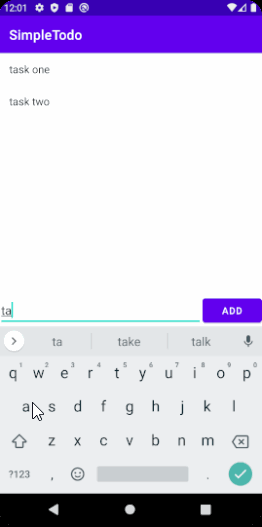 12:01
SimpleTodo
task one
task two
ta
ADD
ta take talk
q1 w2 e3 r4 t5 y6 u7 i8 o9 p0
a s d f g h j k l
z x c v b n m
?123 , .